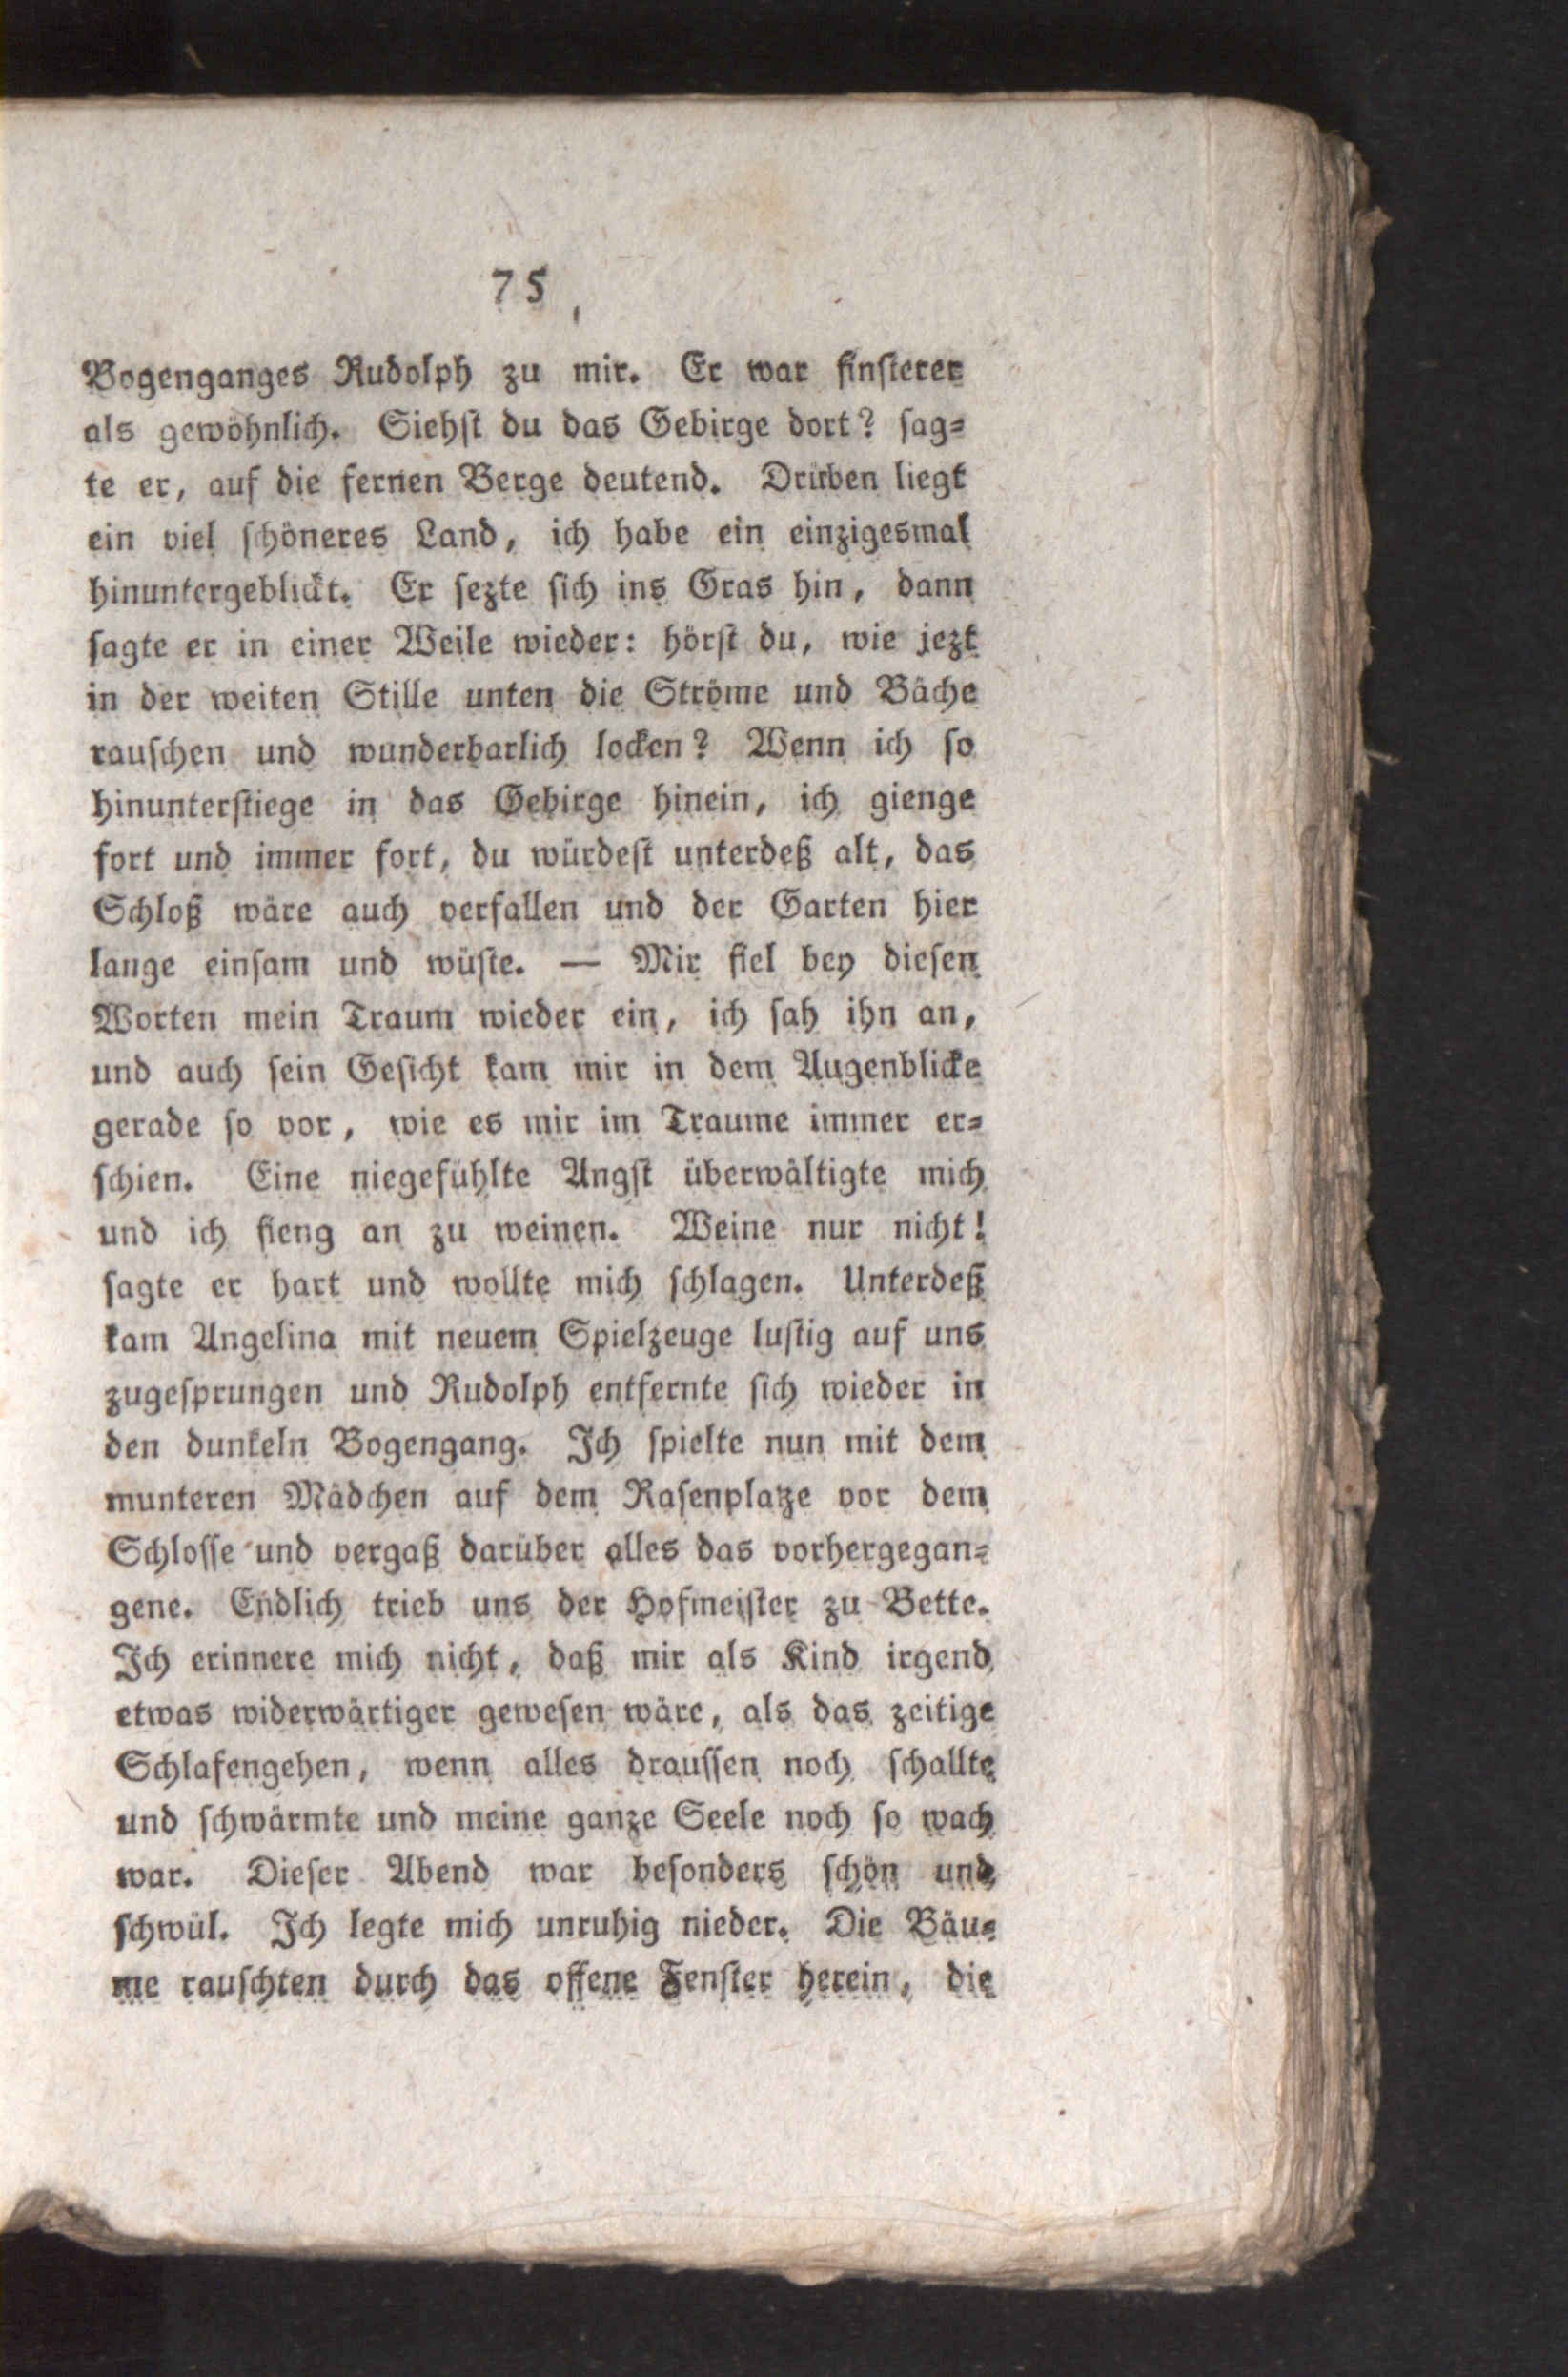 75
Bogenganges Rudolph zu mir. Er war finſterer
als gewöhnlich. Siehſt du das Gebirge dort? ſag⸗
te er, auf die fernen Berge deutend. Drüben liegt
ein viel ſchöneres Land, ich habe ein einzigesmal
hinuntergeblickt. Er ſezte ſich ins Gras hin, dann
ſagte er in einer Weile wieder: hörſt du, wie jezt
in der weiten Stille unten die Ströme und Bäche
rauſchen und wunderbarlich locken? Wenn ich ſo
hinunterſtiege in das Gebirge hinein, ich gienge
fort und immer fort, du würdeſt unterdeß alt, das
Schloß wäre auch verfallen und der Garten hier
lange einſam und wüſte. — Mir fiel bey dieſen
Worten mein Traum wieder ein, ich ſah ihn an,
und auch ſein Geſicht kam mir in dem Augenblicke
gerade ſo vor, wie es mir im Traume immer er⸗
ſchien. Eine niegefühlte Angſt überwältigte mich
und ich fieng an zu weinen. Weine nur nicht!
ſagte er hart und wollte mich ſchlagen. Unterdeß
kam Angelina mit neuem Spielzeuge luſtig auf uns
zugeſprungen und Rudolph entfernte ſich wieder in
den dunkeln Bogengang. Ich ſpielte nun mit dem
munteren Mädchen auf dem Raſenplatze vor dem
Schloſſe und vergaß darüber alles das vorhergegan⸗
gene. Endlich trieb uns der Hofmeiſter zu Bette.
Ich erinnere mich nicht, daß mir als Kind irgend
etwas widerwärtiger geweſen wäre, als das zeitige
Schlafengehen, wenn alles drauſſen noch ſchallte
und ſchwärmte und meine ganze Seele noch ſo wach
war. Dieſer Abend war beſonders ſchön und
ſchwül. Ich legte mich unruhig nieder. Die Bäu⸗
me rauſchten durch das offene Fenſter herein, die